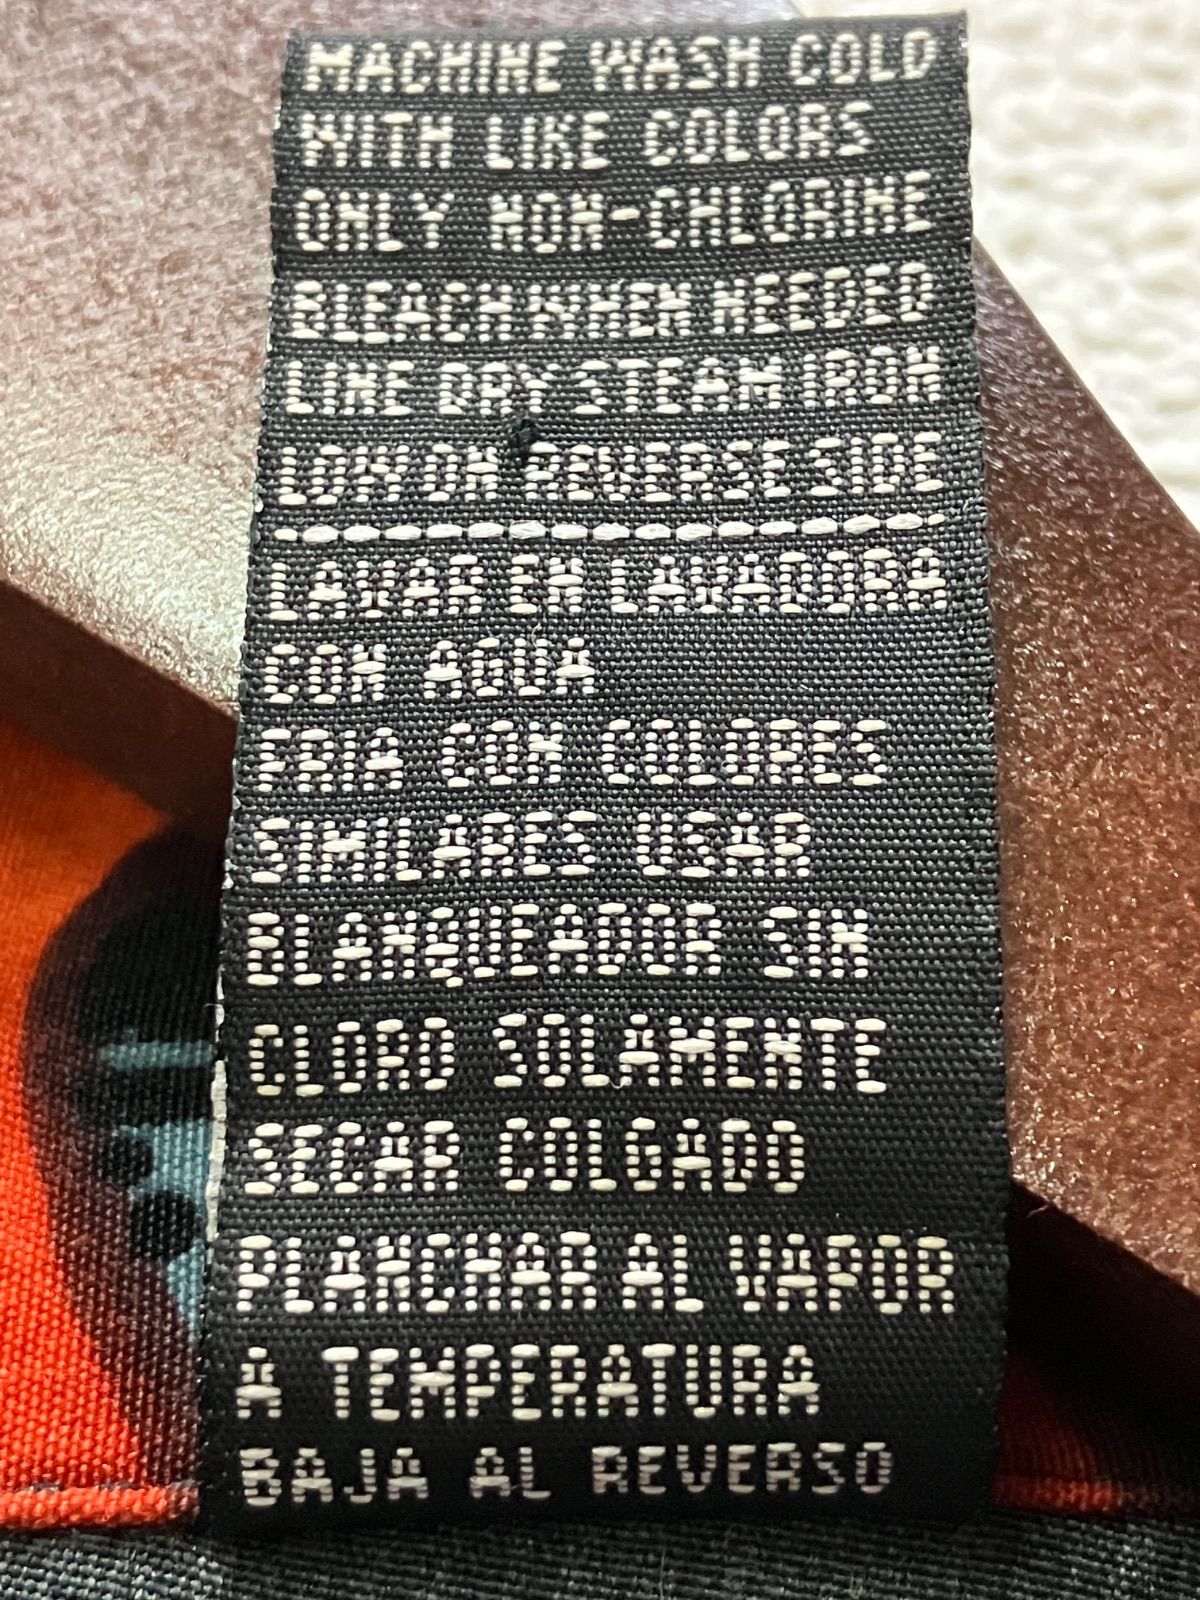 MACHINE WASH COLD
WITH LIKE COLORS
ONLY NON-CHLORINE
BLEACH WHEN NEEDED
LINE DRY STEAM IRON
LOW ON REVERSE SIDE
LAVAR EN LAVADORA
CON AGUA
FRIA CON COLORES
SIMILARES USAR
BLANQUEADOR SIN
CLORO SOLAMENTE
SECAR COLGADO
PLANCHAR AL VAPOR
A TEMPERATURA
BAJA AL REVERSO